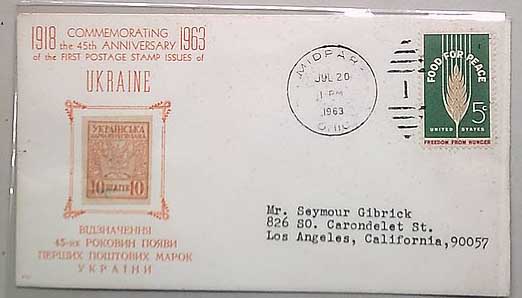 1918 COMMEMORATING 1963
the 45th ANNIVERSARY
of the FIRST POSTAGE STAMP ISSUES of
UKRAINE
MIDPARK
JUL 20
PM
1963
OHIO
FOOD FOR PEACE
5c
UNITED STATES
FREEDOM FROM HUNGER
УКРАЇНСЬКА
10 ШАГІВ 10
ВІДЗНАЧЕННЯ
45-ИХ РОКОВИН ПОЯВИ
ПЕРШИХ ПОШТОВИХ МАРОК
УКРАЇНИ
Mr. Seymour Gibrick
826 SO. Carondelet St.
Los Angeles, California,90057